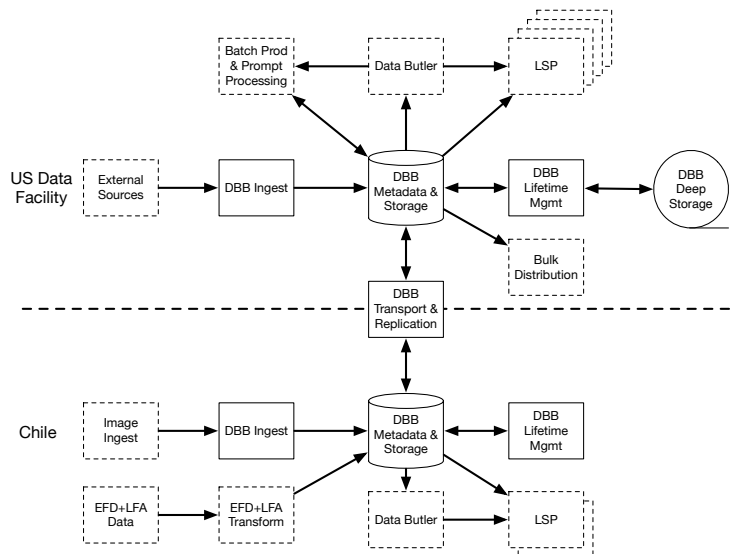 Batch Prod
& Prompt
Processing
Data Butler
LSP
US Data
Facility
External
Sources
DBB Ingest
DBB
Metadata &
Storage
DBB
Lifetime
Mgmt
DBB
Deep
Storage
Bulk
Distribution
DBB
Transport &
Replication
Chile
Image
Ingest
DBB Ingest
DBB
Metadata &
Storage
DBB
Lifetime
Mgmt
EFD+LFA
Data
EFD+LFA
Transform
Data Butler
LSP